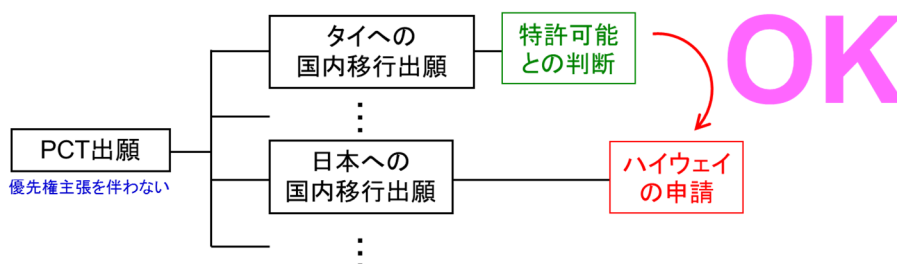 タイへの
国内移行出願
特許可能
との判断
OK
PCT出願
優先権主張を伴わない
日本への
国内移行出願
ハイウェイ
の申請